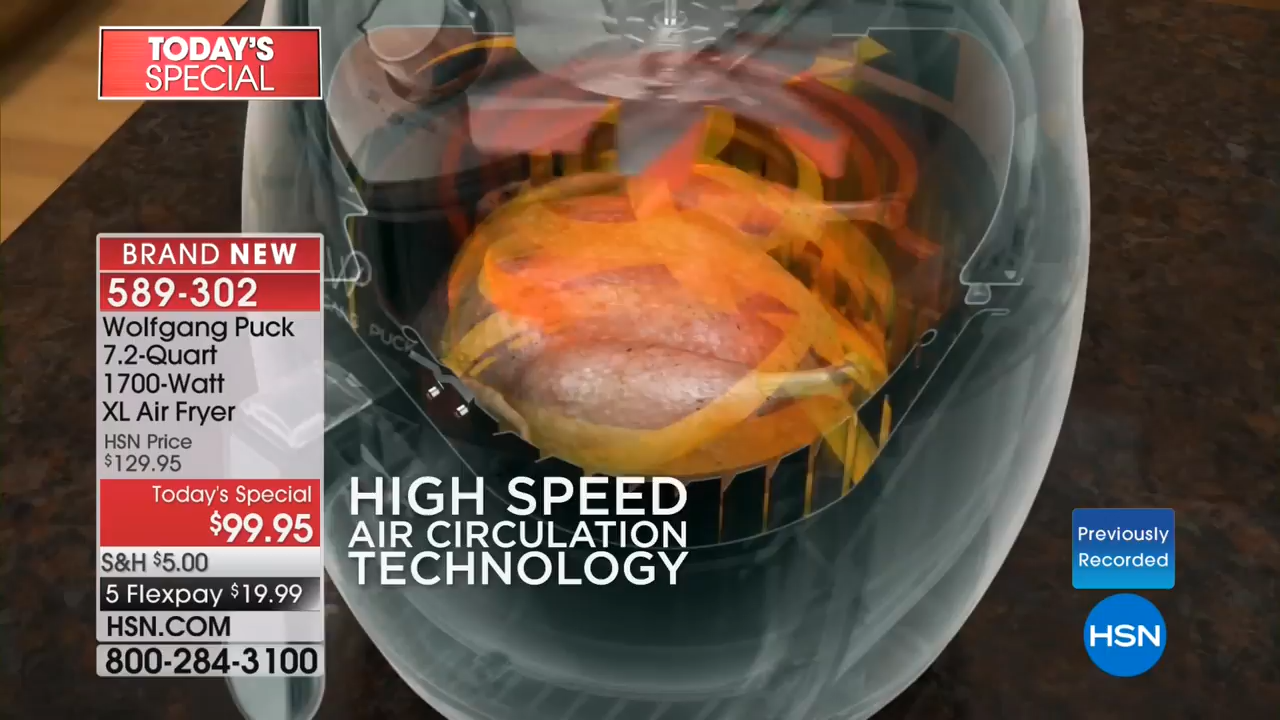 TODAY'S
SPECIAL
BRAND NEW
589-302
Wolfgang Puck
7.2-Quart
1700-Watt
XL Air Fryer
HSN Price
$129.95
Today's Special
$99.95
S&H $5.00
5 Flexpay $19.99
HSN.COM
800-284-3100
PUCK
HIGH SPEED
AIR CIRCULATION
TECHNOLOGY
Previously
Recorded
HSN